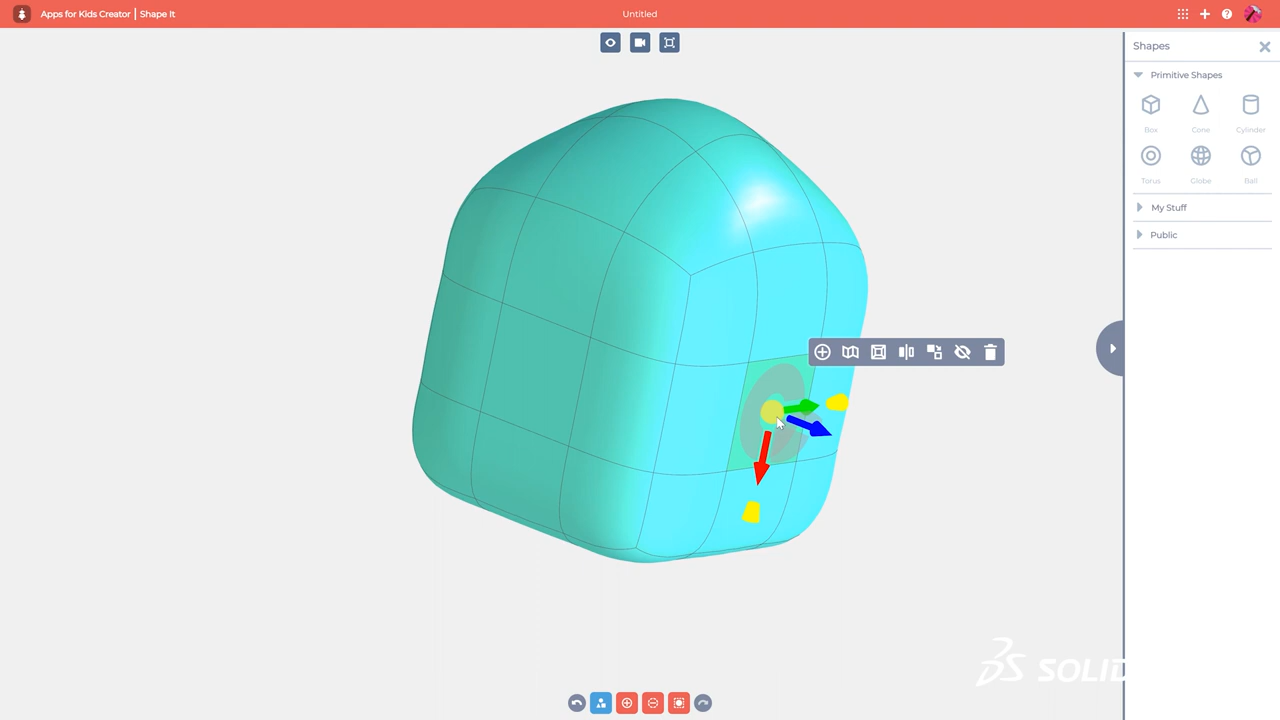 Apps for Kids Creator | Shape It
Untitled
Shapes
Primitive Shapes
Box
Cone
Cylinder
Torus
Globe
Ball
My Stuff
Public
SOLID